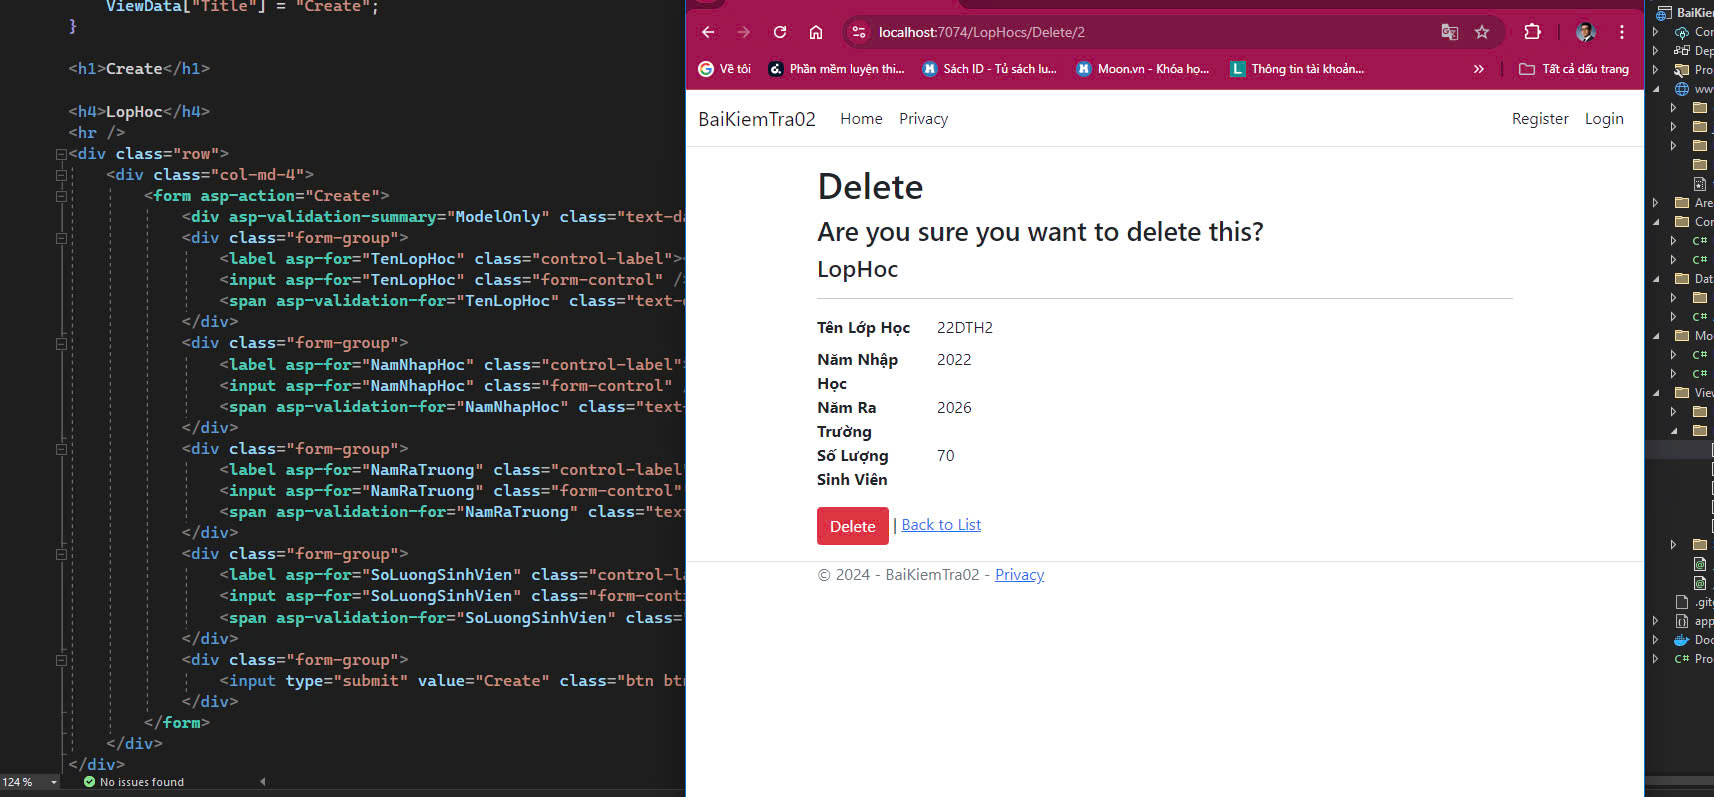 ViewData["Title"] = "Create";
}
<h1>Create</h1>
<h4>LopHoc</h4>
<hr />
<div class="row">
<div class="col-md-4">
<form asp-action="Create">
<div asp-validation-summary="ModelOnly" class="text-da
<div class="form-group">
<label asp-for="TenLopHoc" class="control-label">
<input asp-for="TenLopHoc" class="form-control" />
<span asp-validation-for="TenLopHoc" class="text-
</div>
<div class="form-group">
<label asp-for="NamNhapHoc" class="control-label"
<input asp-for="NamNhapHoc" class="form-control" /
<span asp-validation-for="NamNhapHoc" class="text-
</div>
<div class="form-group">
<label asp-for="NamRaTruong" class="control-label"
<input asp-for="NamRaTruong" class="form-control"
<span asp-validation-for="NamRaTruong" class="text
</div>
<div class="form-group">
<label asp-for="SoLuongSinhVien" class="control-la
<input asp-for="SoLuongSinhVien" class="form-cont
<span asp-validation-for="SoLuongSinhVien" class="
</div>
<div class="form-group">
<input type="submit" value="Create" class="btn btn
</div>
</form>
</div>
</div>
124 %
No issues found
localhost:7074/LopHocs/Delete/2
Về tôi
Phần mềm luyện thi...
Sách ID - Tủ sách lu...
Moon.vn - Khóa họ...
Thông tin tài khoản...
Tất cả dấu trang
BaiKiemTra02 Home Privacy Register Login
Delete
Are you sure you want to delete this?
LopHoc
Tên Lớp Học 22DTH2
Năm Nhập Học 2022
Năm Ra Trường 2026
Số Lượng Sinh Viên 70
Delete | Back to List
© 2024 - BaiKiemTra02 - Privacy
BaiKie
Con
Dep
Pro
ww
Are
Con
C#
C#
Dat
C#
Mo
C#
C#
View
.gitg
app
Doc
C# Pro